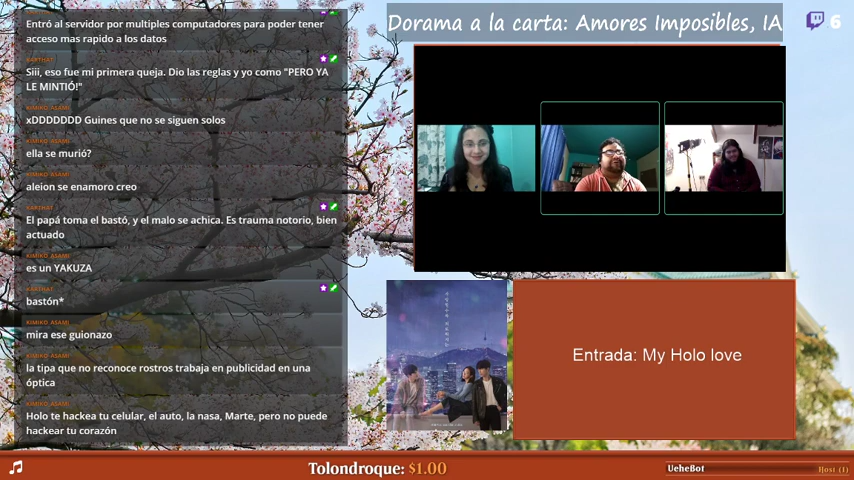 Entró al servidor por multiples computadores para poder tener
acceso mas rapido a los datos
KARTHAT
Siii, eso fue mi primera queja. Dio las reglas y yo como "PERO YA
LE MINTIÓ!"
KIMIKO_ASAMI
xDDDDDDD Guines que no se siguen solos
KIMIKO_ASAMI
ella se murió?
KIMIKO_ASAMI
aleion se enamoro creo
KARTHAT
El papá toma el bastó, y el malo se achica. Es trauma notorio, bien
actuado
KIMIKO_ASAMI
es un YAKUZA
KARTHAT
bastón*
KIMIKO_ASAMI
mira ese guionazo
KIMIKO_ASAMI
la tipa que no reconoce rostros trabaja en publicidad en una
óptica
KIMIKO_ASAMI
Holo te hackea tu celular, el auto, la nasa, Marte, pero no puede
hackear tu corazón
Dorama a la carta: Amores Imposibles, IA
6
Entrada: My Holo love
Tolondroque: $1.00
UeheBot
Host (1)